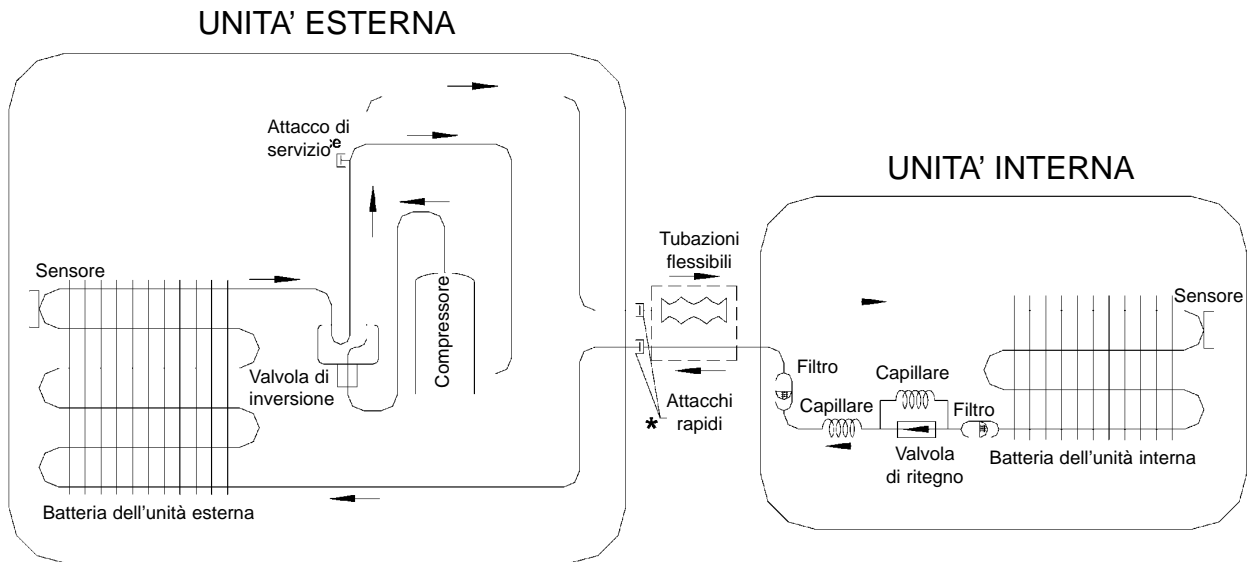 UNITA’ ESTERNA
Attacco di
servizio
Sensore
Valvola di
inversione
Compressore
Batteria dell’unità esterna
Tubazioni
flessibili
*
Attacchi
rapidi
UNITA’ INTERNA
Sensore
Filtro
Capillare
Capillare
Filtro
Valvola
di ritegno
Batteria dell’unità interna